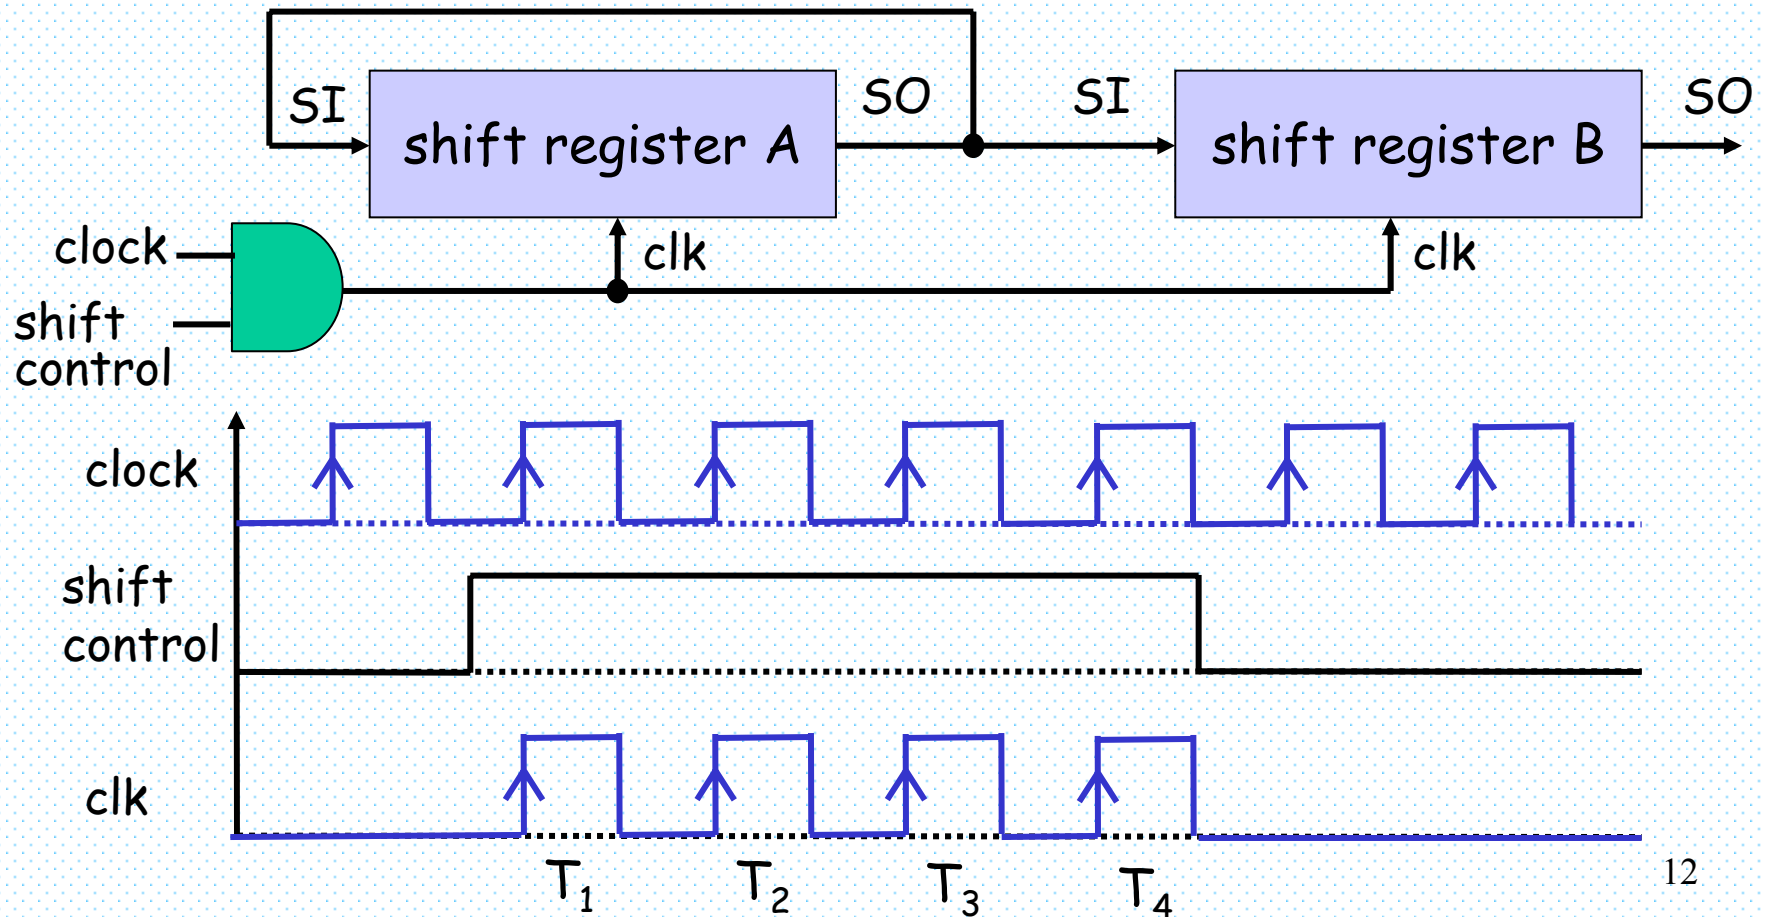 SI
shift register A
SO
SI
shift register B
SO
clock
clk
clk
shift
control
clock
shift
control
clk
T1
T2
T3
T4
12